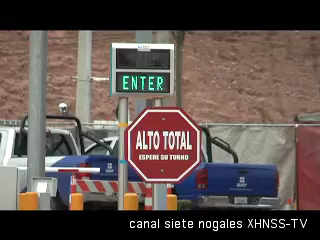 ENTER
ALTO TOTAL
ESPERE SU TURNO
canal siete nogales XHNSS-TV